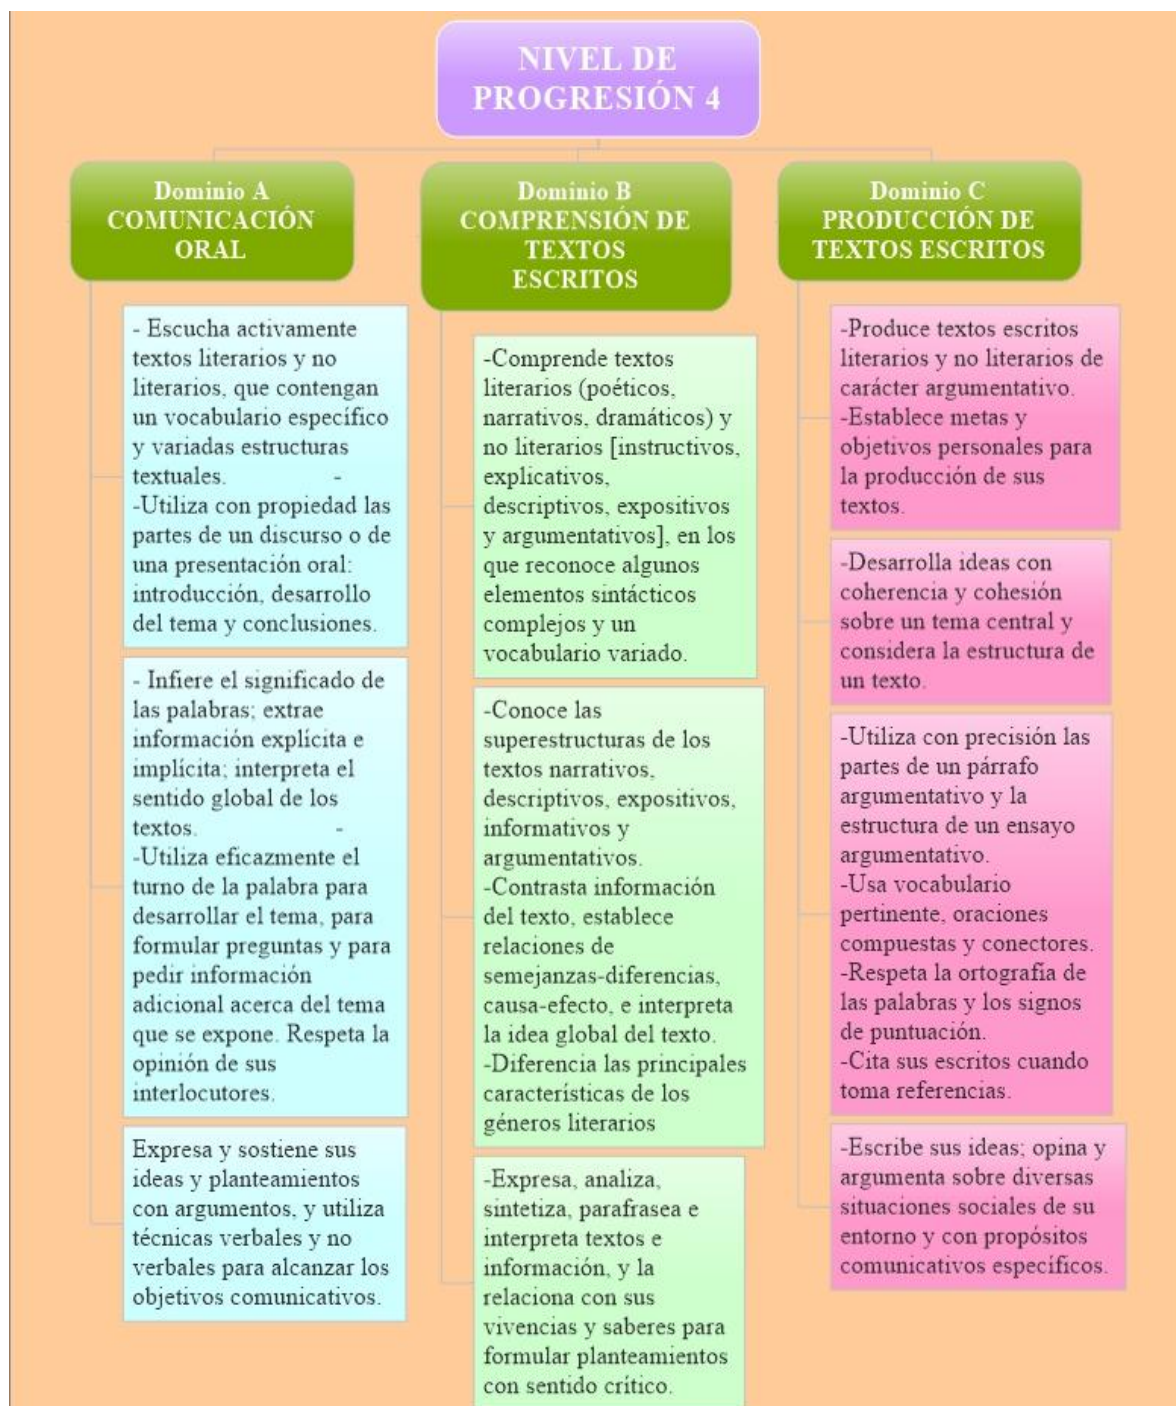 NIVEL DE
PROGRESIÓN 4
Dominio A
COMUNICACIÓN
ORAL
- Escucha activamente
textos literarios y no
literarios, que contengan
un vocabulario específico
y variadas estructuras
textuales. -
-Utiliza con propiedad las
partes de un discurso o de
una presentación oral:
introducción, desarrollo
del tema y conclusiones.
- Infiere el significado de
las palabras; extrae
información explícita e
implícita; interpreta el
sentido global de los
textos. -
-Utiliza eficazmente el
turno de la palabra para
desarrollar el tema, para
formular preguntas y para
pedir información
adicional acerca del tema
que se expone. Respeta la
opinión de sus
interlocutores.
Expresa y sostiene sus
ideas y planteamientos
con argumentos, y utiliza
técnicas verbales y no
verbales para alcanzar los
objetivos comunicativos.
Dominio B
COMPRENSIÓN DE
TEXTOS
ESCRITOS
-Comprende textos
literarios (poéticos,
narrativos, dramáticos) y
no literarios [instructivos,
explicativos,
descriptivos, expositivos
y argumentativos], en los
que reconoce algunos
elementos sintácticos
complejos y un
vocabulario variado.
-Conoce las
superestructuras de los
textos narrativos,
descriptivos, expositivos,
informativos y
argumentativos.
-Contrasta información
del texto, establece
relaciones de
semejanzas-diferencias,
causa-efecto, e interpreta
la idea global del texto.
-Diferencia las principales
características de los
géneros literarios
-Expresa, analiza,
sintetiza, parafrasea e
interpreta textos e
información, y la
relaciona con sus
vivencias y saberes para
formular planteamientos
con sentido crítico.
Dominio C
PRODUCCIÓN DE
TEXTOS ESCRITOS
-Produce textos escritos
literarios y no literarios de
carácter argumentativo.
-Establece metas y
objetivos personales para
la producción de sus
textos.
-Desarrolla ideas con
coherencia y cohesión
sobre un tema central y
considera la estructura de
un texto.
-Utiliza con precisión las
partes de un párrafo
argumentativo y la
estructura de un ensayo
argumentativo.
-Usa vocabulario
pertinente, oraciones
compuestas y conectores.
-Respeta la ortografía de
las palabras y los signos
de puntuación.
-Cita sus escritos cuando
toma referencias.
-Escribe sus ideas; opina y
argumenta sobre diversas
situaciones sociales de su
entorno y con propósitos
comunicativos específicos.